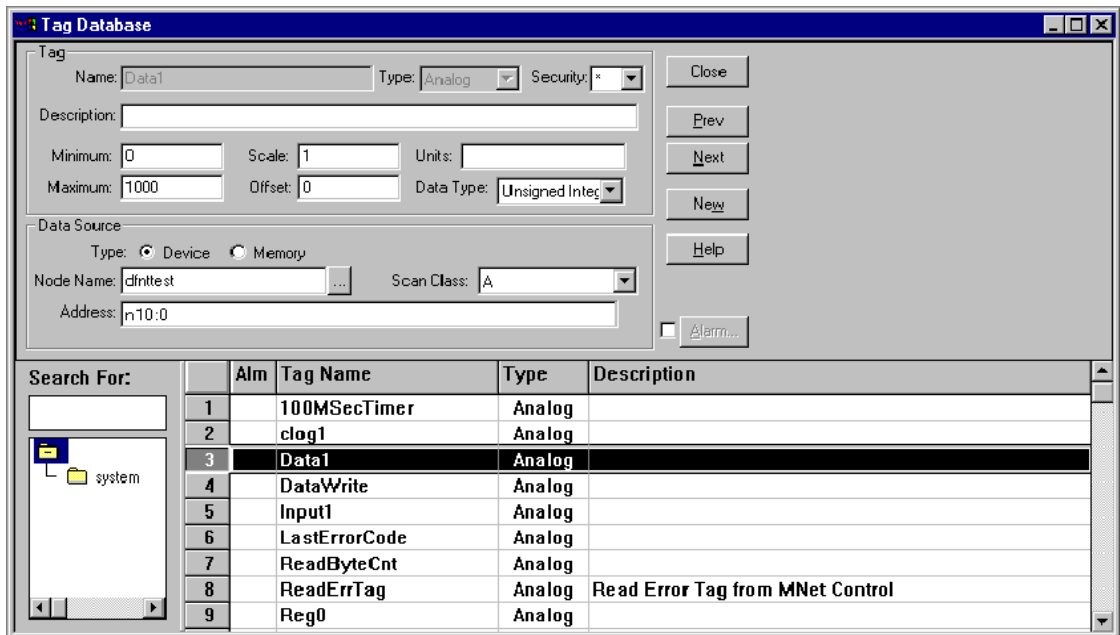 Tag Database
Tag
Name: Data1 Type: Analog Security: *
Description:
Minimum: 0 Scale: 1 Units:
Maximum: 1000 Offset: 0 Data Type: Unsigned Integ
Close
Prev
Next
New
Help
Data Source
Type: Device Memory
Node Name: dfnttest ... Scan Class: A
Address: n10:0
Alarm...
Search For:
system
Alm Tag Name Type Description
1 100MSecTimer Analog
2 clog1 Analog
3 Data1 Analog
4 DataWrite Analog
5 Input1 Analog
6 LastErrorCode Analog
7 ReadByteCnt Analog
8 ReadErrTag Analog Read Error Tag from MNet Control
9 Reg0 Analog